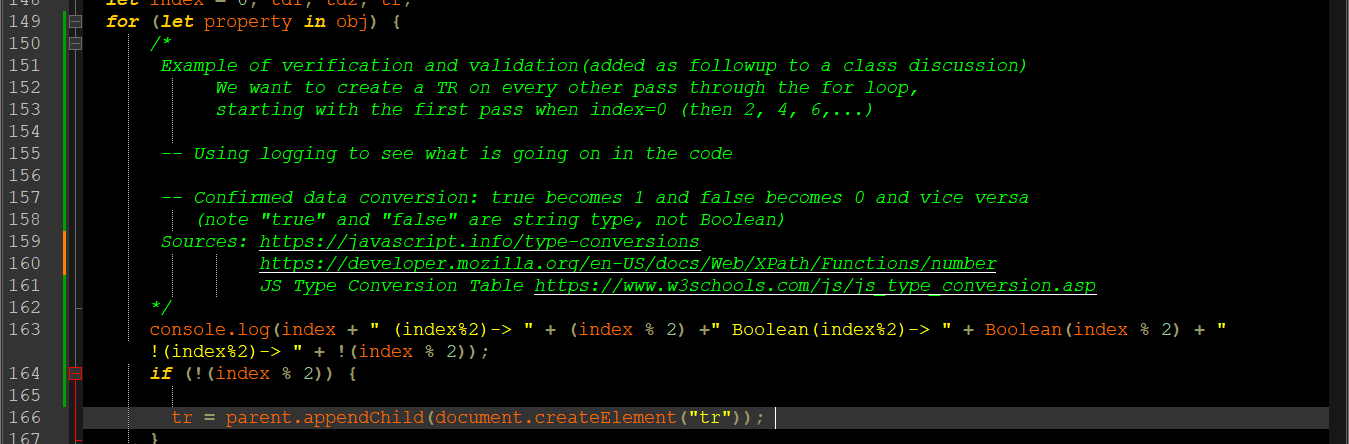 148 let index = 0, td1, td2, tr;
149 for (let property in obj) {
150 /*
151 Example of verification and validation(added as followup to a class discussion)
152 We want to create a TR on every other pass through the for loop,
153 starting with the first pass when index=0 (then 2, 4, 6,...)
154
155 -- Using logging to see what is going on in the code
156
157 -- Confirmed data conversion: true becomes 1 and false becomes 0 and vice versa
158 (note "true" and "false" are string type, not Boolean)
159 Sources: https://javascript.info/type-conversions
160 https://developer.mozilla.org/en-US/docs/Web/XPath/Functions/number
161 JS Type Conversion Table https://www.w3schools.com/js/js_type_conversion.asp
162 */
163 console.log(index + " (index%2)-> " + (index % 2) +" Boolean(index%2)-> " + Boolean(index % 2) + "
!(index%2)-> " + !(index % 2));
164 if (!(index % 2)) {
165
166 tr = parent.appendChild(document.createElement("tr"));
167 }